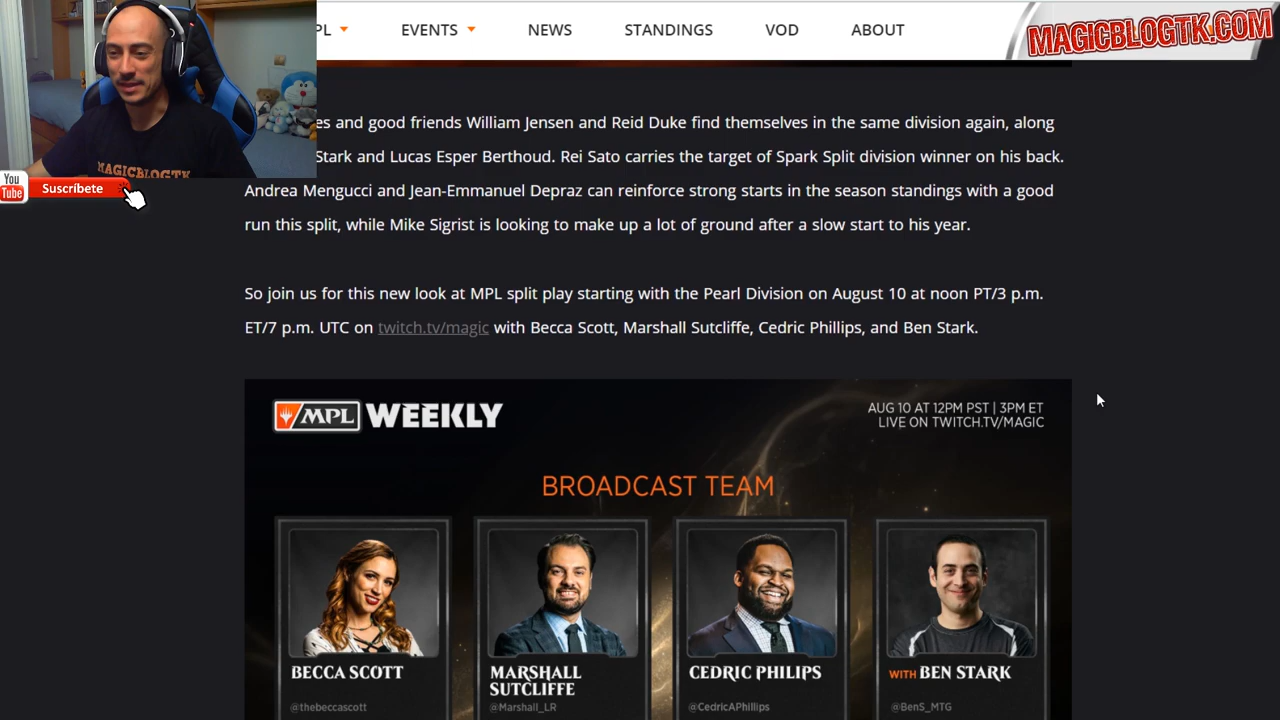 PL
EVENTS
NEWS
STANDINGS
VOD
ABOUT
MAGICBLOGTK.COM
MAGICBLOGTK
You
Tube
Suscríbete
es and good friends William Jensen and Reid Duke find themselves in the same division again, along
Stark and Lucas Esper Berthoud. Rei Sato carries the target of Spark Split division winner on his back.
Andrea Mengucci and Jean-Emmanuel Depraz can reinforce strong starts in the season standings with a good
run this split, while Mike Sigrist is looking to make up a lot of ground after a slow start to his year.
So join us for this new look at MPL split play starting with the Pearl Division on August 10 at noon PT/3 p.m.
ET/7 p.m. UTC on twitch.tv/magic with Becca Scott, Marshall Sutcliffe, Cedric Phillips, and Ben Stark.
MPL WEEKLY
AUG 10 AT 12PM PST | 3PM ET
LIVE ON TWITCH.TV/MAGIC
BROADCAST TEAM
BECCA SCOTT
@thebeccascott
MARSHALL
SUTCLIFFE
@Marshall_LR
CEDRIC PHILIPS
@CedricAPhillips
WITH BEN STARK
@BenS_MTG